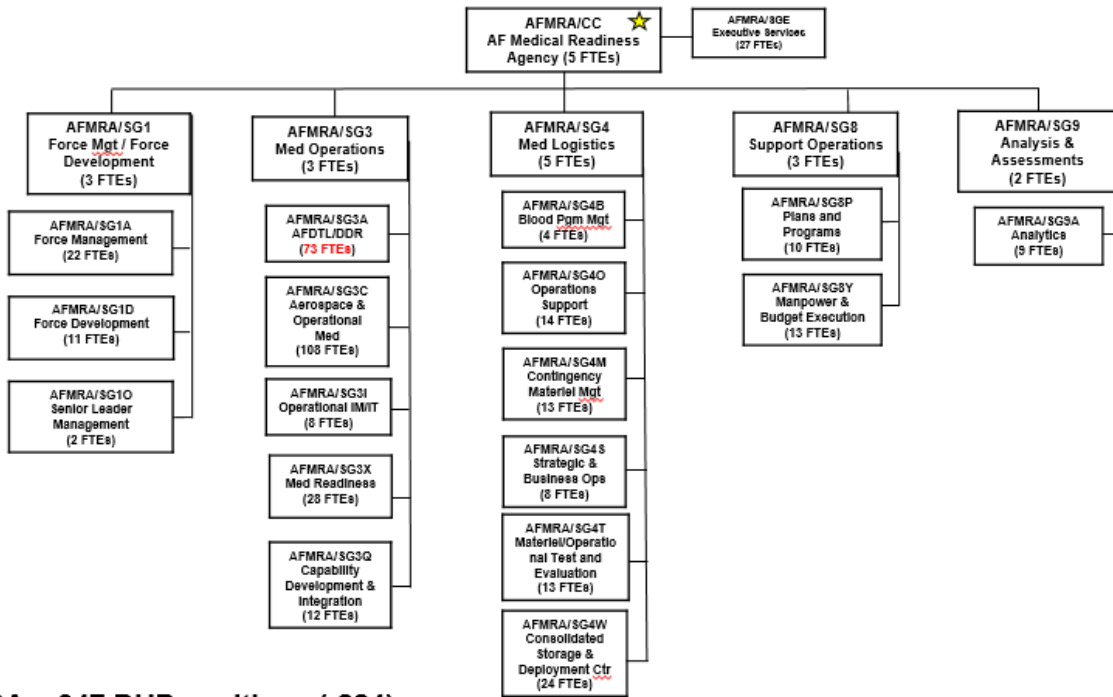 AFMRA/CC
AF Medical Readiness
Agency (5 FTEs)
AFMRA/SGE
Executive Services
(27 FTEs)
AFMRA/SG1
Force Mgt / Force
Development
(3 FTEs)
AFMRA/SG1A
Force Management
(22 FTEs)
AFMRA/SG1D
Force Development
(11 FTEs)
AFMRA/SG1O
Senior Leader
Management
(2 FTEs)
AFMRA/SG3
Med Operations
(3 FTEs)
AFMRA/SG3A
AFDTL/DDR
(73 FTEs)
AFMRA/SG3C
Aerospace &
Operational
Med
(108 FTEs)
AFMRA/SG3I
Operational IM/IT
(8 FTEs)
AFMRA/SG3X
Med Readiness
(28 FTEs)
AFMRA/SG3Q
Capability
Development &
Integration
(12 FTEs)
AFMRA/SG4
Med Logistics
(5 FTEs)
AFMRA/SG4B
Blood Pgm Mgt
(4 FTEs)
AFMRA/SG4O
Operations
Support
(14 FTEs)
AFMRA/SG4M
Contingency
Materiel Mgt
(13 FTEs)
AFMRA/SG4S
Strategic &
Business Ops
(8 FTEs)
AFMRA/SG4T
Materiel/Operatio
nal Test and
Evaluation
(13 FTEs)
AFMRA/SG4W
Consolidated
Storage &
Deployment Ctr
(24 FTEs)
AFMRA/SG8
Support Operations
(3 FTEs)
AFMRA/SG8P
Plans and
Programs
(10 FTEs)
AFMRA/SG8Y
Manpower &
Budget Execution
(13 FTEs)
AFMRA/SG9
Analysis &
Assessments
(2 FTEs)
AFMRA/SG9A
Analytics
(9 FTEs)